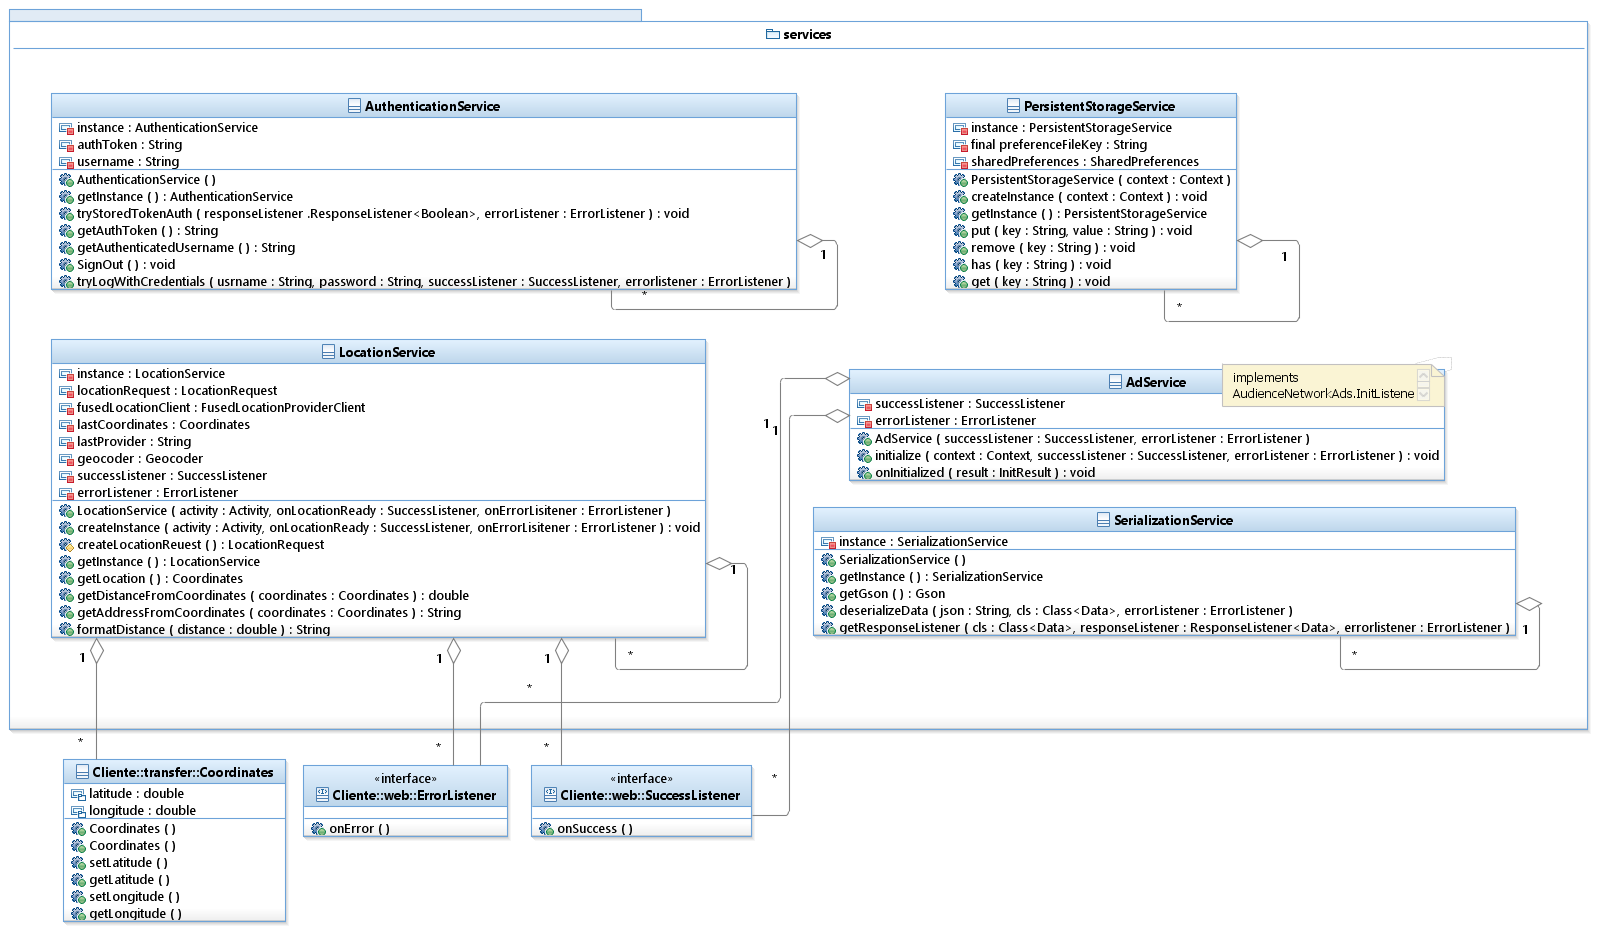 services
AuthenticationService
instance : AuthenticationService
authToken : String
username : String
AuthenticationService ( )
getInstance ( ) : AuthenticationService
tryStoredTokenAuth ( responseListener .ResponseListener<Boolean>, errorListener : ErrorListener ) : void
getAuthToken ( ) : String
getAuthenticatedUsername ( ) : String
SignOut ( ) : void
tryLogWithCredentials ( usrname : String, password : String, successListener : SuccessListener, errorlistener : ErrorListener )
1
*
PersistentStorageService
instance : PersistentStorageService
final preferenceFileKey : String
sharedPreferences : SharedPreferences
PersistentStorageService ( context : Context )
createInstance ( context : Context ) : void
getInstance ( ) : PersistentStorageService
put ( key : String, value : String ) : void
remove ( key : String ) : void
has ( key : String ) : void
get ( key : String ) : void
1
*
LocationService
instance : LocationService
locationRequest : LocationRequest
fusedLocationClient : FusedLocationProviderClient
lastCoordinates : Coordinates
lastProvider : String
geocoder : Geocoder
successListener : SuccessListener
errorListener : ErrorListener
LocationService ( activity : Activity, onLocationReady : SuccessListener, onErrorLisitener : ErrorListener )
createInstance ( activity : Activity, onLocationReady : SuccessListener, onErrorLisitener : ErrorListener ) : void
createLocationReuest ( ) : LocationRequest
getInstance ( ) : LocationService
getLocation ( ) : Coordinates
getDistanceFromCoordinates ( coordinates : Coordinates ) : double
getAddressFromCoordinates ( coordinates : Coordinates ) : String
formatDistance ( distance : double ) : String
1
*
AdService
implements
AudienceNetworkAds.InitListene
successListener : SuccessListener
errorListener : ErrorListener
AdService ( successListener : SuccessListener, errorListener : ErrorListener )
initialize ( context : Context, successListener : SuccessListener, errorListener : ErrorListener ) : void
onInitialized ( result : InitResult ) : void
1
1
SerializationService
instance : SerializationService
SerializationService ( )
getInstance ( ) : SerializationService
getGson ( ) : Gson
deserializeData ( json : String, cls : Class<Data>, errorListener : ErrorListener )
getResponseListener ( cls : Class<Data>, responseListener : ResponseListener<Data>, errorlistener : ErrorListener )
1
*
1
1
1
*
*
*
*
*
Cliente::transfer::Coordinates
latitude : double
longitude : double
Coordinates ( )
Coordinates ( )
setLatitude ( )
getLatitude ( )
setLongitude ( )
getLongitude ( )
«interface»
Cliente::web::ErrorListener
onError ( )
«interface»
Cliente::web::SuccessListener
onSuccess ( )